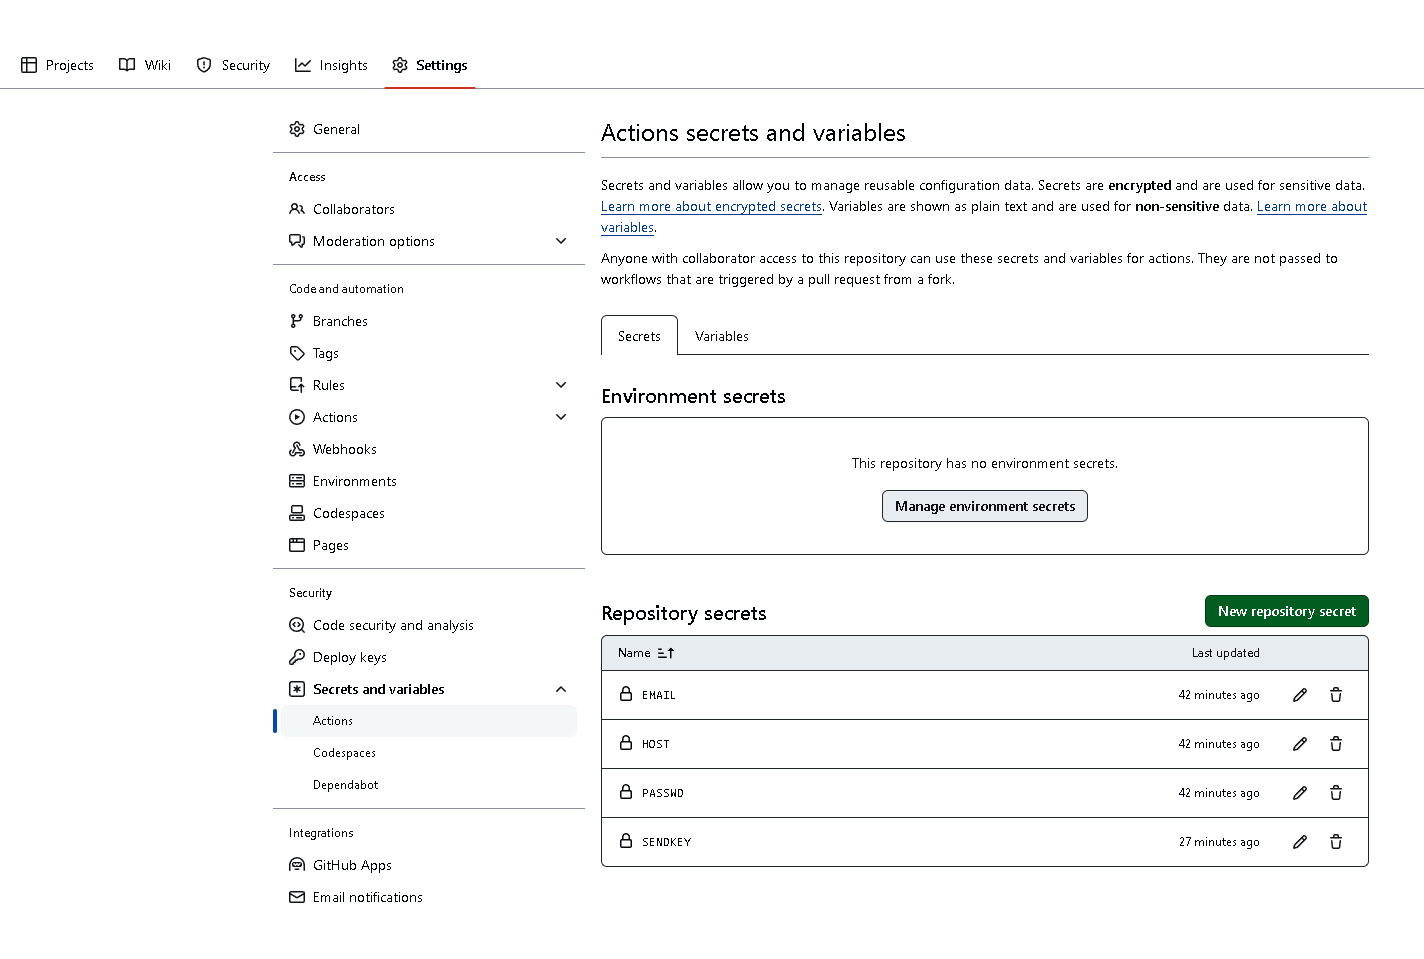 Projects
Wiki
Security
Insights
Settings
General
Access
Collaborators
Moderation options
Code and automation
Branches
Tags
Rules
Actions
Webhooks
Environments
Codespaces
Pages
Security
Code security and analysis
Deploy keys
Secrets and variables
Actions
Codespaces
Dependabot
Integrations
GitHub Apps
Email notifications
Actions secrets and variables
Secrets and variables allow you to manage reusable configuration data. Secrets are encrypted and are used for sensitive data.
Learn more about encrypted secrets. Variables are shown as plain text and are used for non-sensitive data. Learn more about
variables.
Anyone with collaborator access to this repository can use these secrets and variables for actions. They are not passed to
workflows that are triggered by a pull request from a fork.
Secrets
Variables
Environment secrets
This repository has no environment secrets.
Manage environment secrets
Repository secrets
New repository secret
Name
Last updated
EMAIL
42 minutes ago
HOST
42 minutes ago
PASSWD
42 minutes ago
SENDKEY
27 minutes ago